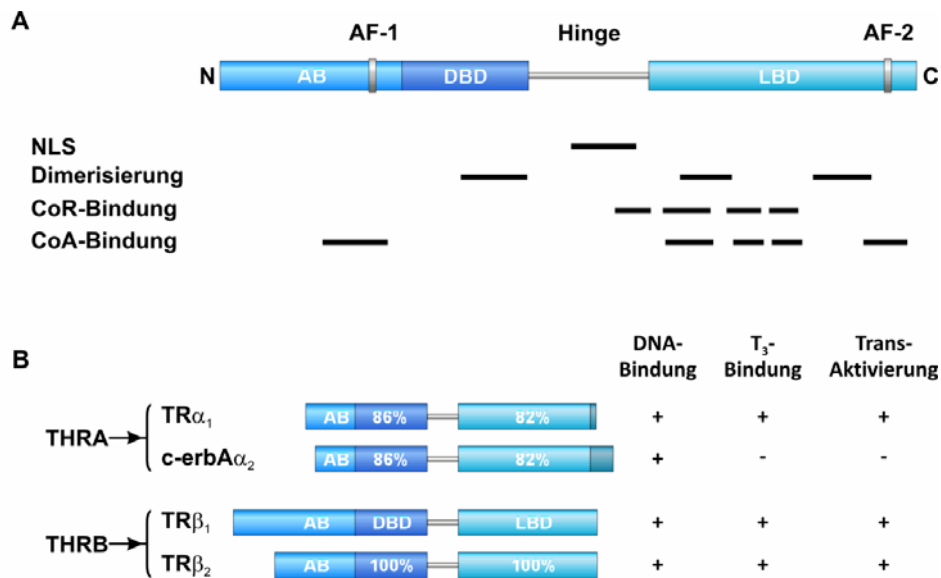 A
AF-1 Hinge AF-2
N AB DBD LBD C
NLS
Dimerisierung
CoR-Bindung
CoA-Bindung
B
DNA-Bindung T₃-Bindung Trans-Aktivierung
THRA
TRα₁ AB 86% 82% + + +
c-erbAα₂ AB 86% 82% + - -
THRB
TRβ₁ AB DBD LBD + + +
TRβ₂ AB 100% 100% + + +